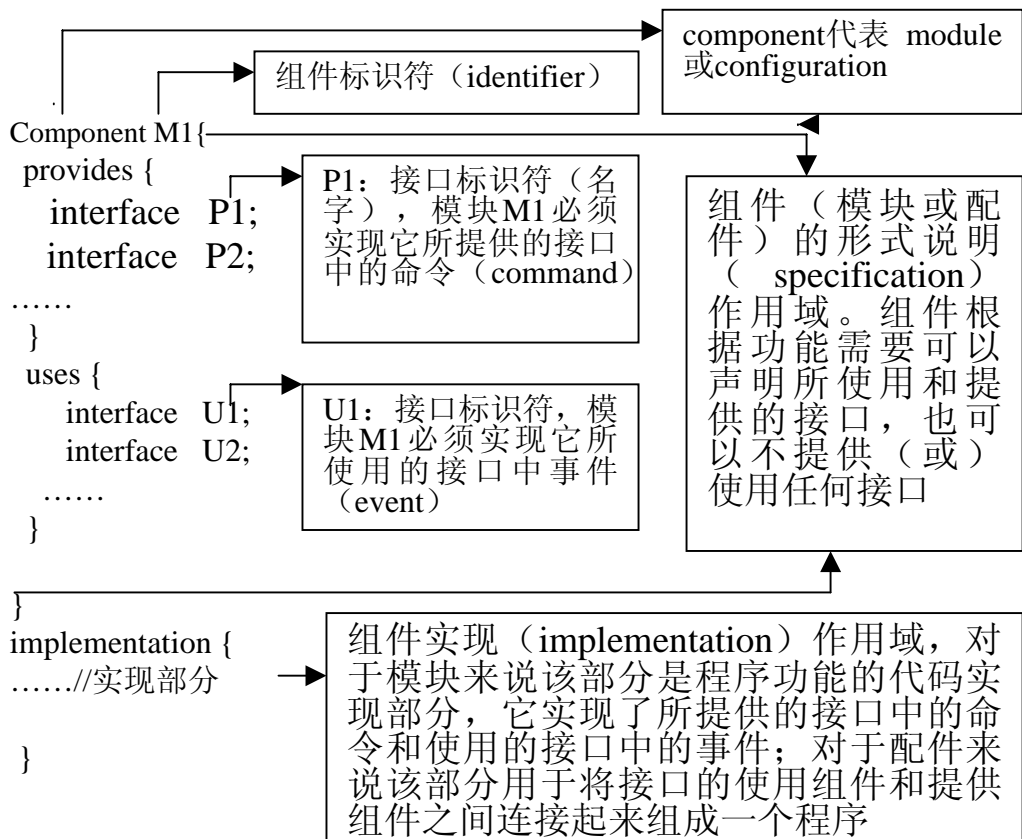 component代表 module
或configuration
组件标识符（identifier）
Component M1{
provides {
interface P1;
interface P2;
……
}
P1：接口标识符（名
字），模块M1必须
实现它所提供的接口
中的命令（command）
组件（模块或配
件）的形式说明
（ specification）
作用域。组件根
据功能需要可以
声明所使用和提
供的接口，也可
以不提供（或）
使用任何接口
uses {
interface U1;
interface U2;
……
}
U1：接口标识符，模
块M1必须实现它所
使用的接口中事件
（event）
}
implementation {
……//实现部分
}
组件实现（implementation）作用域，对
于模块来说该部分是程序功能的代码实
现部分，它实现了所提供的接口中的命
令和使用的接口中的事件；对于配件来
说该部分用于将接口的使用组件和提供
组件之间连接起来组成一个程序